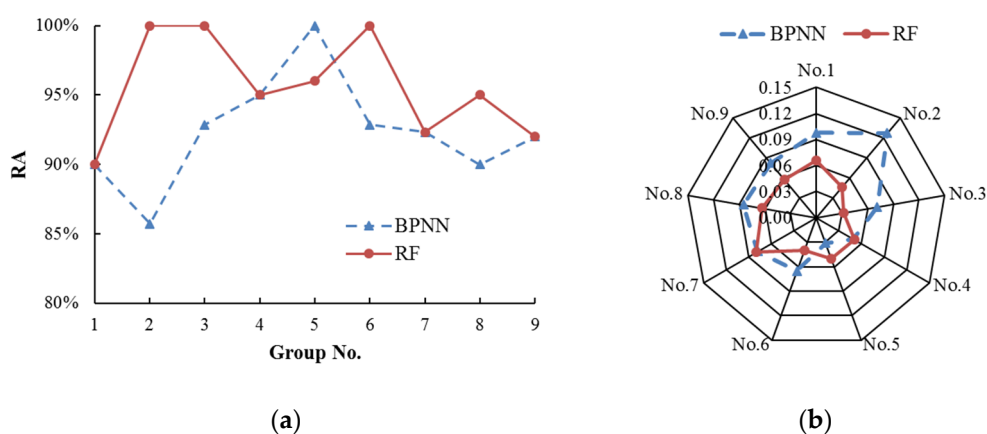 100%
95%
90%
85%
80%
RA
1 2 3 4 5 6 7 8 9
Group No.
BPNN
RF
(a)
BPNN RF
No.1
No.2
No.3
No.4
No.5
No.6
No.7
No.8
No.9
0.15
0.12
0.09
0.06
0.03
0.00
(b)